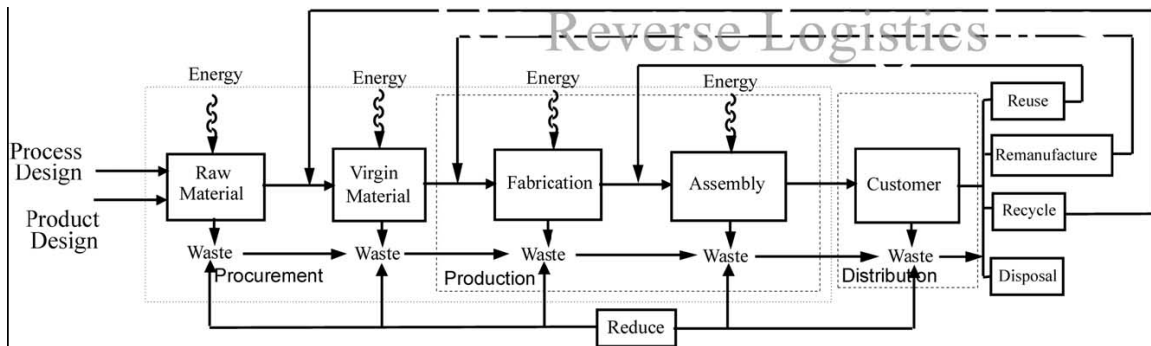 Reverse Logistics
Energy
Energy
Energy
Energy
Reuse
Process
Design
Product
Design
Raw
Material
Virgin
Material
Fabrication
Assembly
Customer
Remanufacture
Recycle
Waste
Waste
Waste
Waste
Waste
Procurement
Production
Distribution
Disposal
Reduce